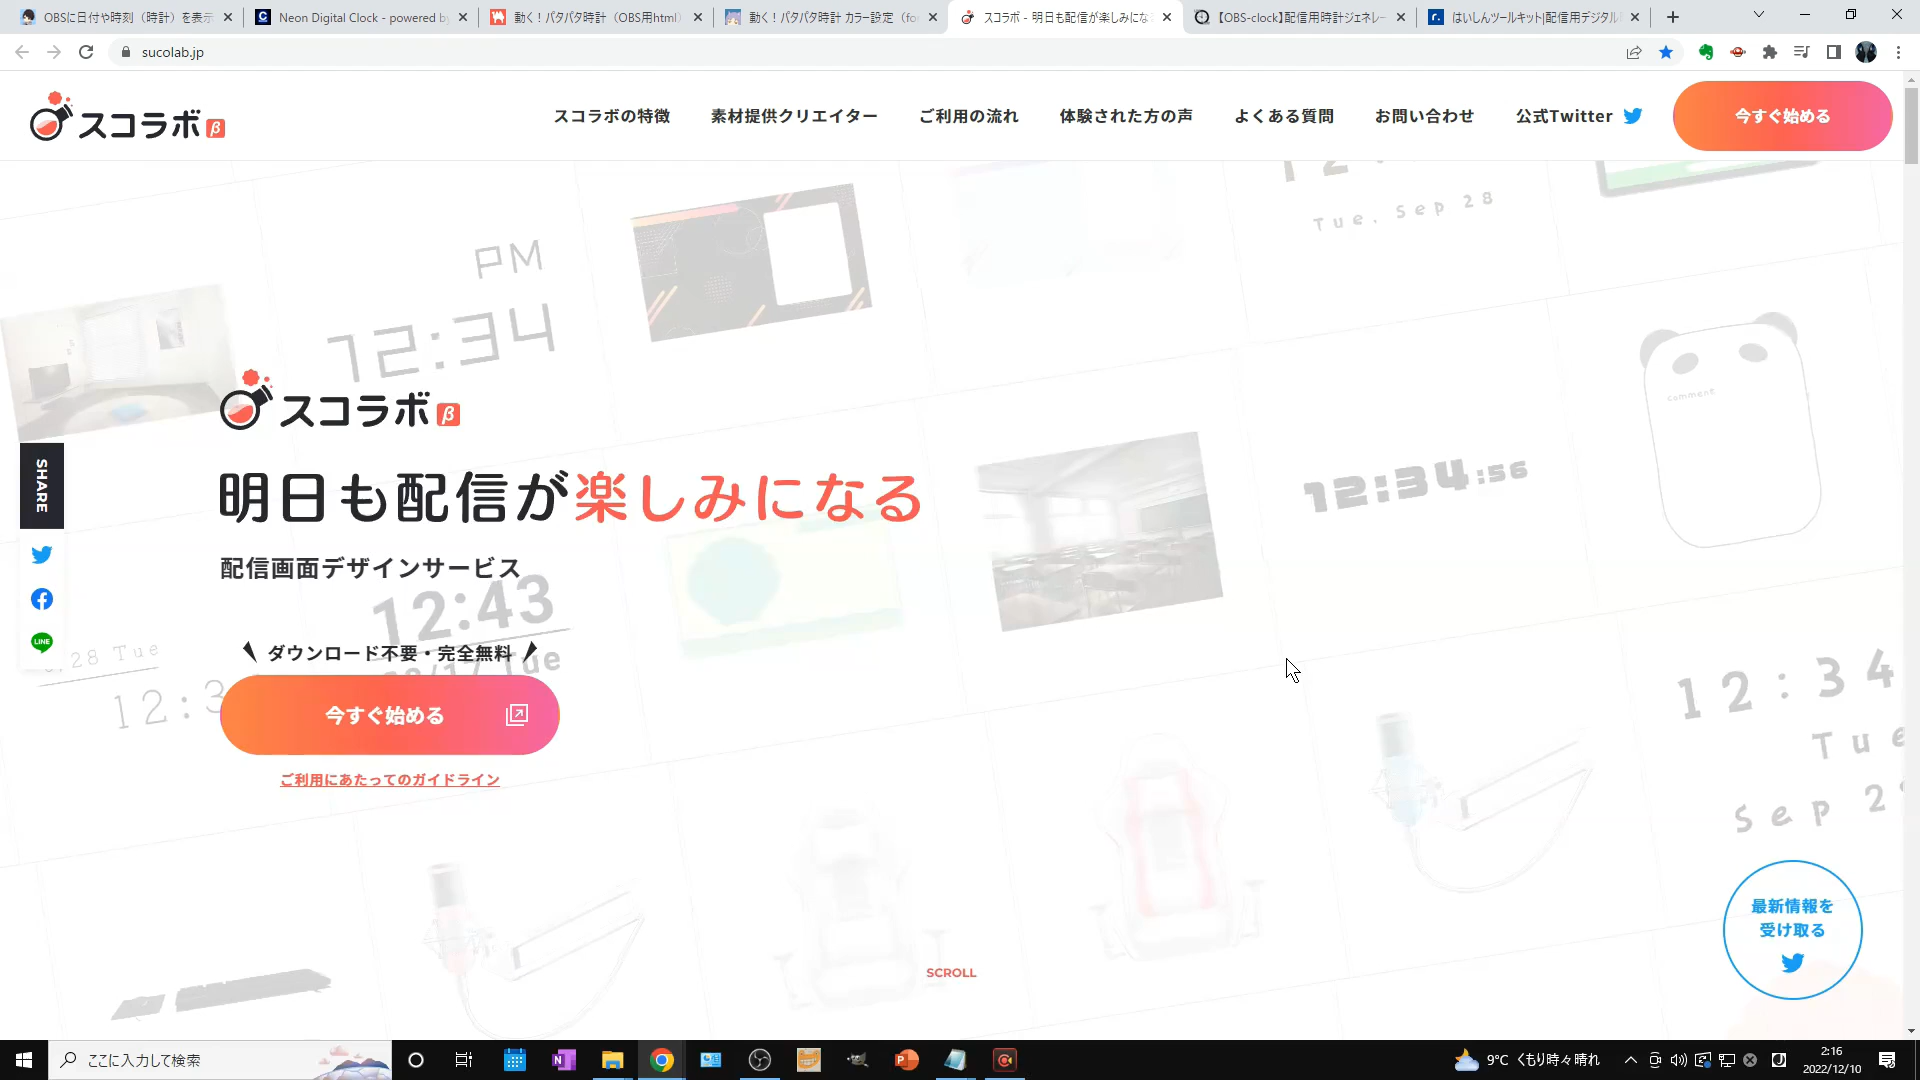 OBSに日付や時刻（時計）を表示
Neon Digital Clock - powered by
動く！パタパタ時計（OBS用html）
動く！パタパタ時計 カラー設定（for
スコラボ - 明日も配信が楽しみにな
【OBS-clock】配信用時計ジェネレー
はいしんツールキット|配信用デジタル
sucolab.jp
スコラボ β
スコラボの特徴
素材提供クリエイター
ご利用の流れ
体験された方の声
よくある質問
お問い合わせ
公式Twitter
今すぐ始める
Tue, Sep 28
PM
12:34
comment
スコラボ β
12:34:56
SHARE
明日も配信が楽しみになる
配信画面デザインサービス
12:43
LINE
28 Tue
ダウンロード不要・完全無料
Tue
12:3
今すぐ始める
12:34
Tue
Sep 2
ご利用にあたってのガイドライン
最新情報を
受け取る
SCROLL
ここに入力して検索
9°C くもり時々晴れ
2:16
2022/12/10